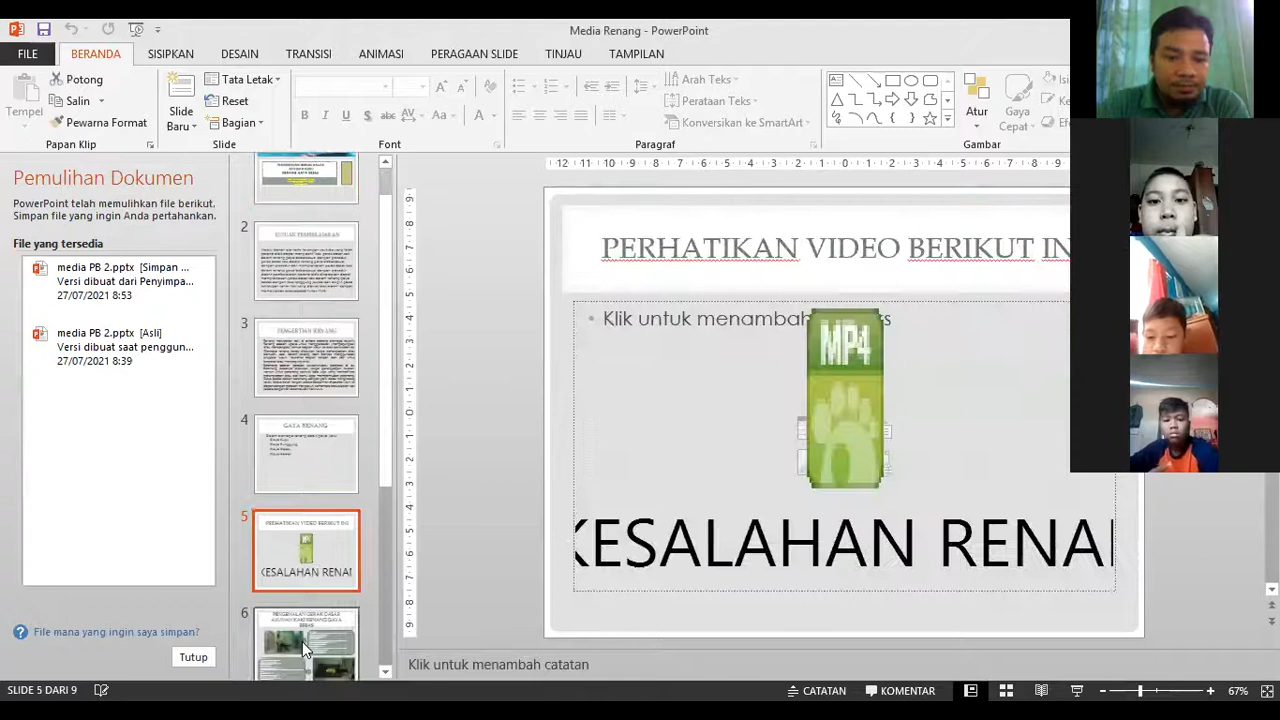 Media Renang - PowerPoint
FILE
BERANDA
SISIPKAN
DESAIN
TRANSISI
ANIMASI
PERAGAAN SLIDE
TINJAU
TAMPILAN
Tempel
Potong
Salin
Pewarna Format
Papan Klip
Slide
Baru
Tata Letak
Reset
Bagian
Slide
Font
Arah Teks
Perataan Teks
Konversikan ke SmartArt
Paragraf
Atur
Gaya
Cepat
Gambar
Pemulihan Dokumen
PowerPoint telah memulihkan file berikut.
Simpan file yang ingin Anda pertahankan.
File yang tersedia
media PB 2.pptx [Simpan ...
Versi dibuat dari Penyimpa...
27/07/2021 8:53
media PB 2.pptx [Asli]
Versi dibuat saat penggun...
27/07/2021 8:39
File mana yang ingin saya simpan?
Tutup
2
3
4
GAYA RENANG
5
PERHATIKAN VIDEO BERIKUT INI
KESALAHAN RENAN
6
PERHATIKAN VIDEO BERIKUT IN
Klik untuk menambah
MP4
KESALAHAN RENAN
Klik untuk menambah catatan
SLIDE 5 DARI 9
CATATAN
KOMENTAR
67%